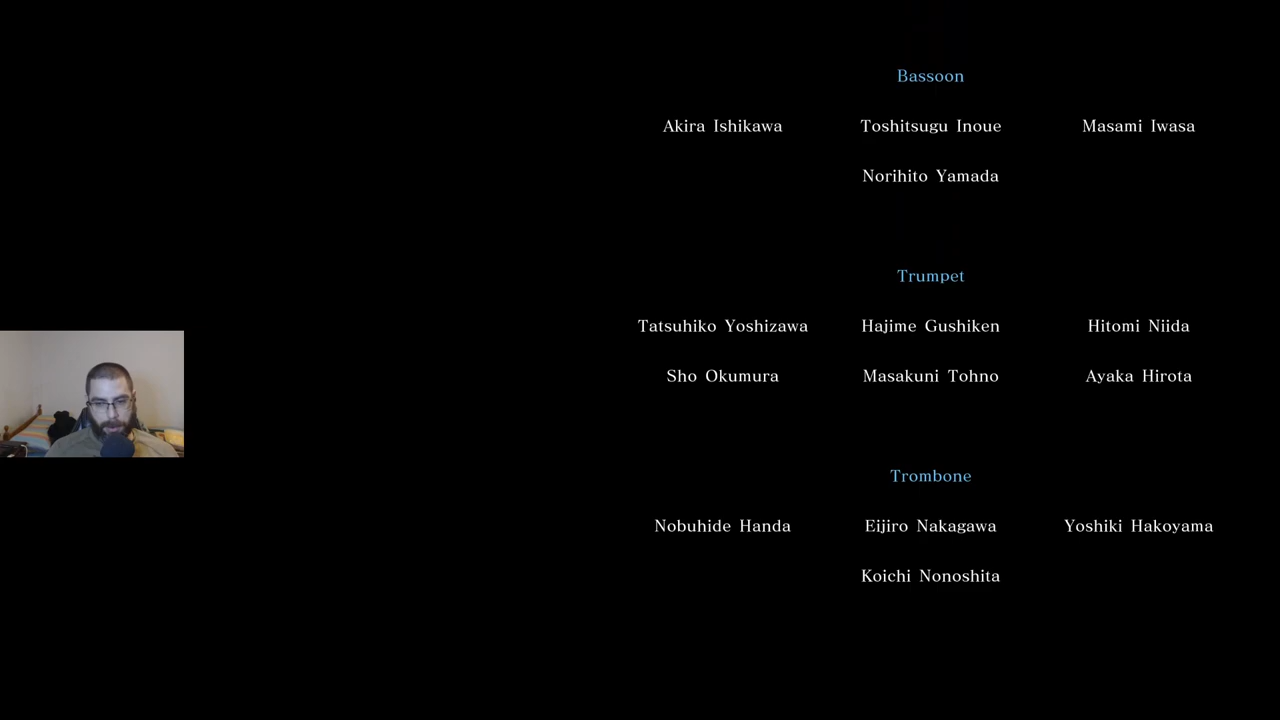 Bassoon
Akira Ishikawa Toshitsugu Inoue Masami Iwasa
Norihito Yamada
Trumpet
Tatsuhiko Yoshizawa Hajime Gushiken Hitomi Niida
Sho Okumura Masakuni Tohno Ayaka Hirota
Trombone
Nobuhide Handa Eijiro Nakagawa Yoshiki Hakoyama
Koichi Nonoshita